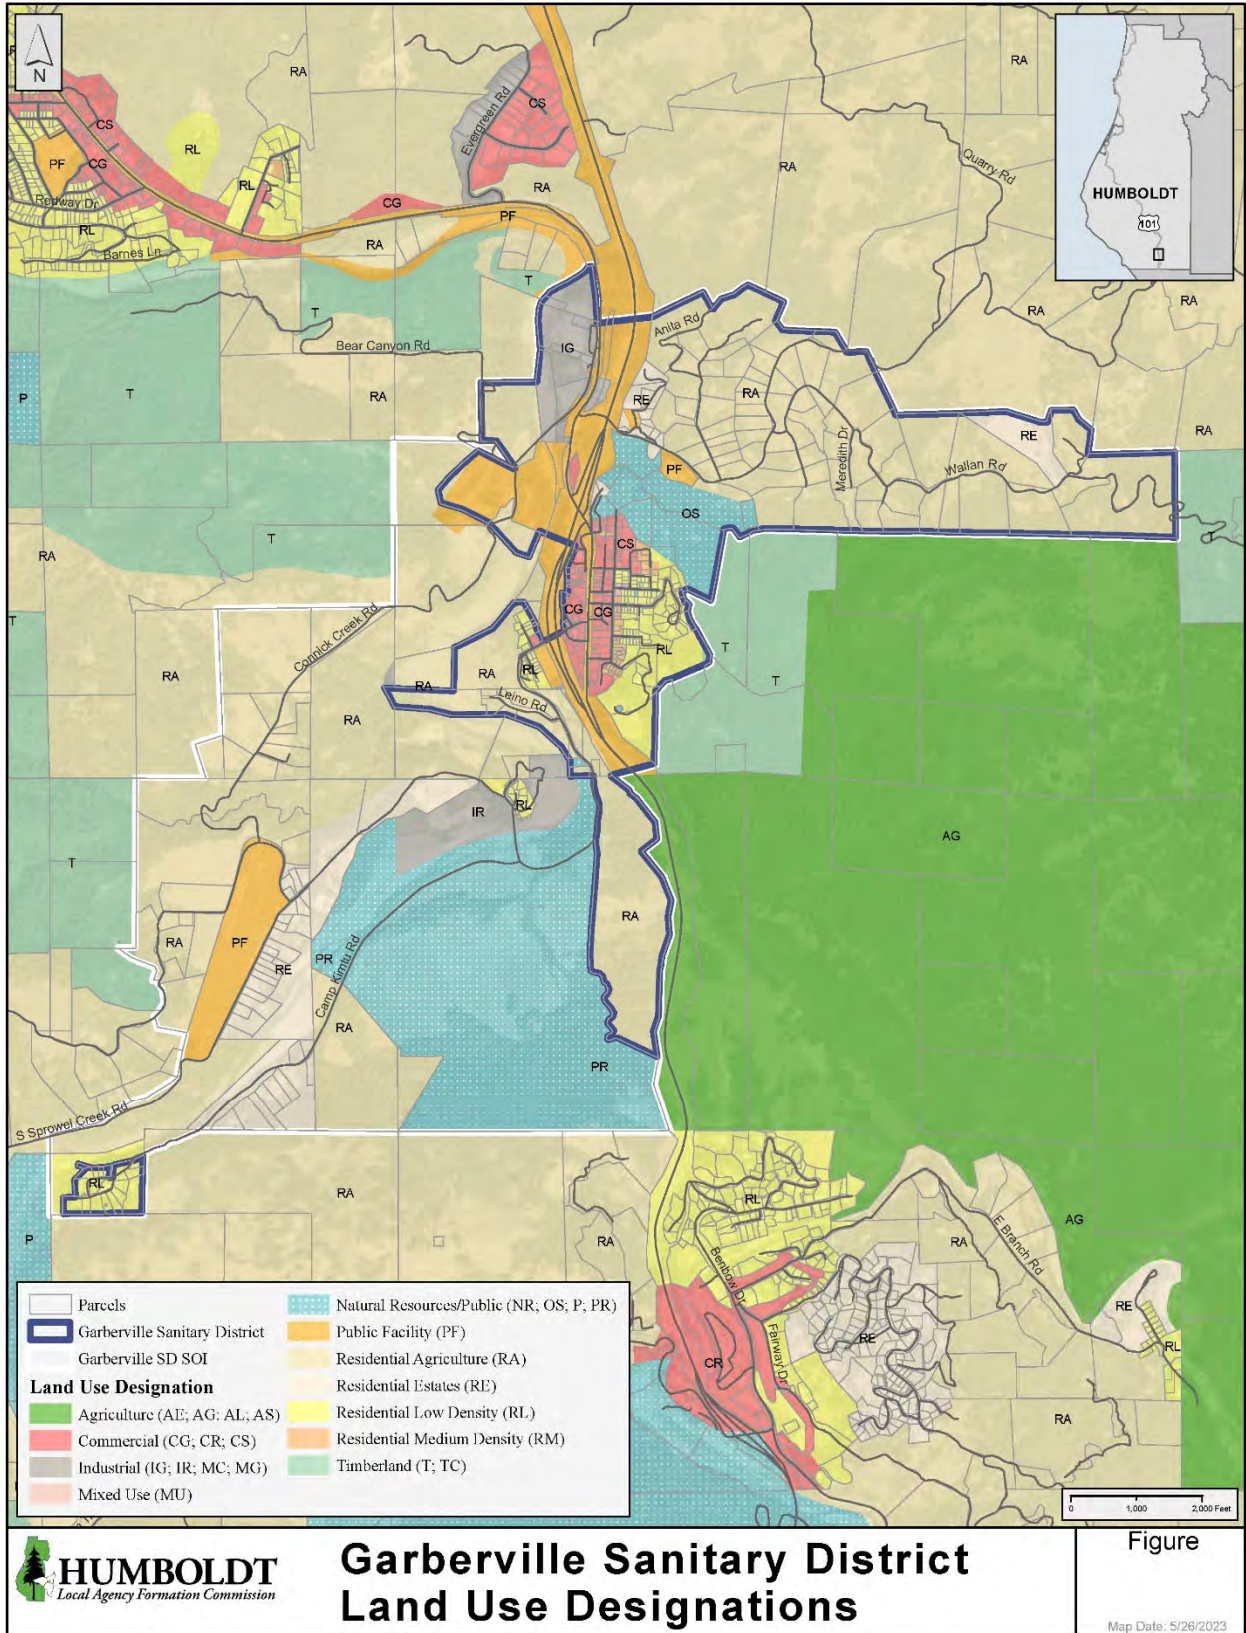 N
RA
RA
CS
Evergreen Rd
CS
RL
PF
CG
RA
Quarry Rd
HUMBOLDT
101
RL
RA
Redway Dr
CG
RL
PF
RA
Barnes Ln
T
RA
RA
T
Anita Rd
IG
Bear Canyon Rd
P
T
RA
RE
RA
RE
RA
Meredith Dr
PF
Wallan Rd
OS
T
T
CS
RA
Connick Creek Rd
T
CG
CG
RL
T
T
RL
RA
RA
RA
Leino Rd
RA
IR
RL
AG
T
RA
RA
PF
RE
PR
Camp Kimtu Rd
RA
PR
S Sprowel Creek Rd
RL
RA
RL
AG
P
RA
RA
E Branch Rd
Benbow Dr
RE
RE
Fairway Dr
CR
RL
RA
Parcels
Garberville Sanitary District
Garberville SD SOI
Land Use Designation
Agriculture (AE; AG: AL; AS)
Commercial (CG; CR; CS)
Industrial (IG; IR; MC; MG)
Mixed Use (MU)
Natural Resources/Public (NR; OS; P; PR)
Public Facility (PF)
Residential Agriculture (RA)
Residential Estates (RE)
Residential Low Density (RL)
Residential Medium Density (RM)
Timberland (T; TC)
0 1,000 2,000 Feet
HUMBOLDT
Local Agency Formation Commission
Garberville Sanitary District
Land Use Designations
Figure
Map Date: 5/26/2023